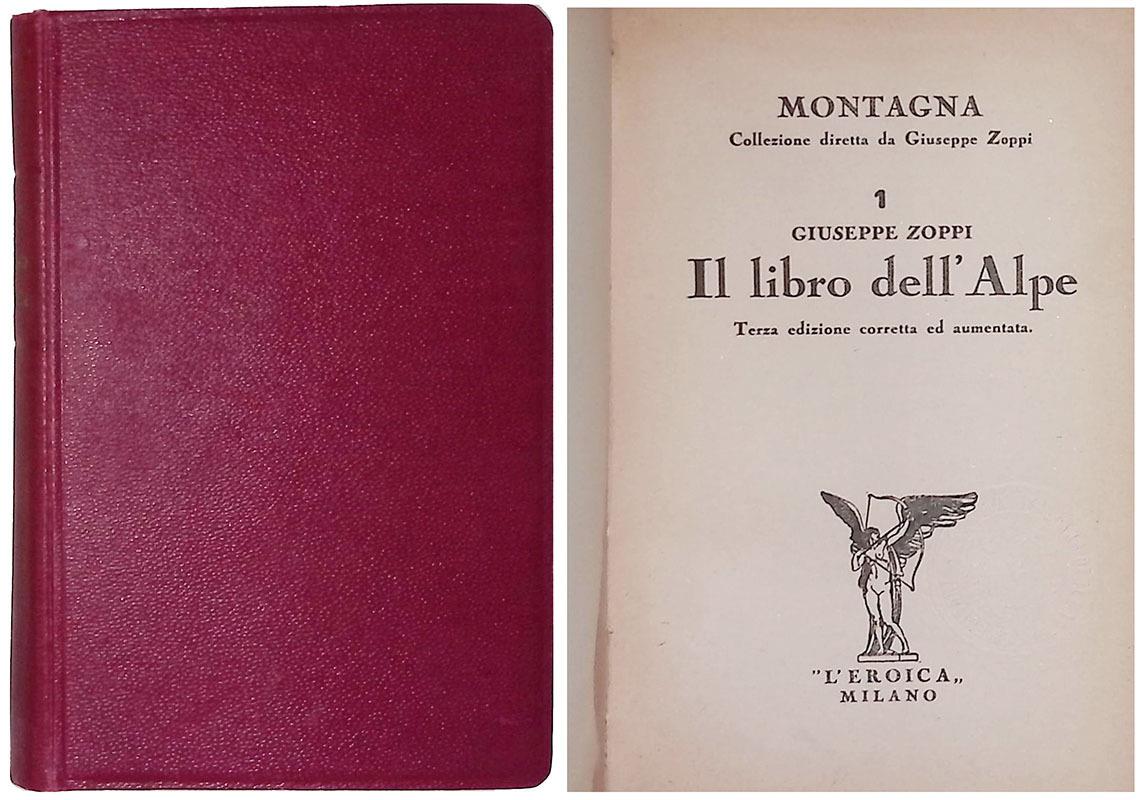 MONTAGNA
Collezione diretta da Giuseppe Zoppi
1
GIUSEPPE ZOPPI
Il libro dell'Alpe
Terza edizione corretta ed aumentata.
"L'EROICA„
MILANO